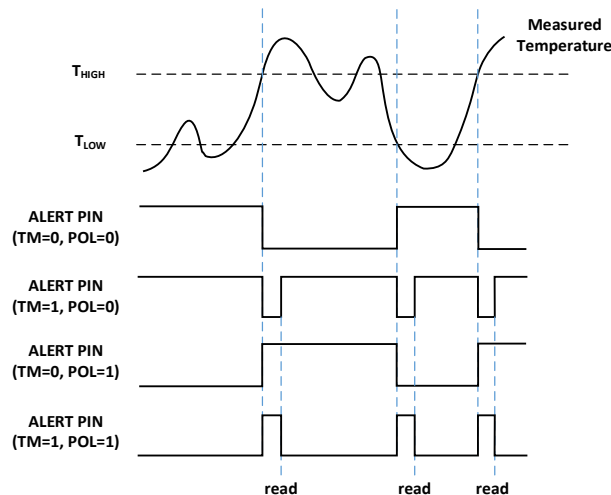 Measured
Temperature
THIGH
TLOW
ALERT PIN
(TM=0, POL=0)
ALERT PIN
(TM=1, POL=0)
ALERT PIN
(TM=0, POL=1)
ALERT PIN
(TM=1, POL=1)
read read read